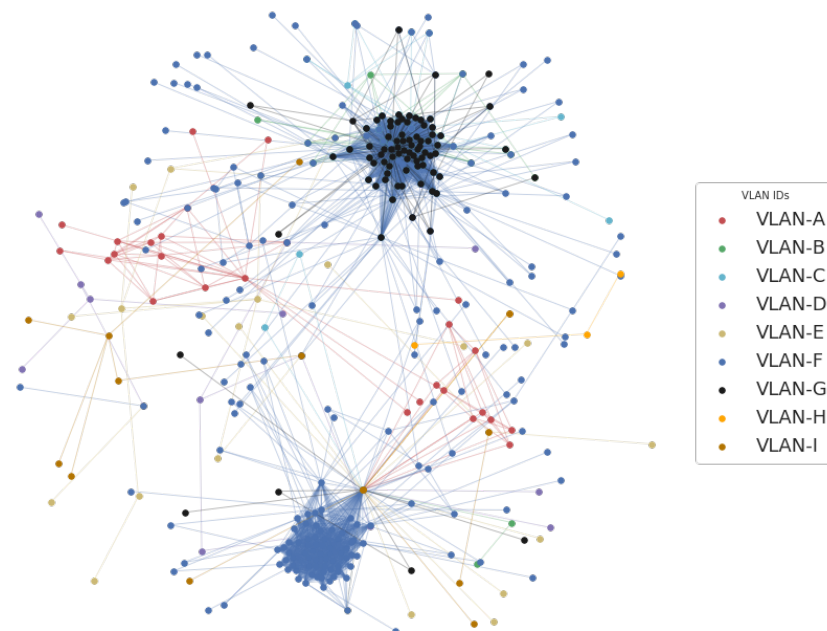 VLAN IDs
VLAN-A
VLAN-B
VLAN-C
VLAN-D
VLAN-E
VLAN-F
VLAN-G
VLAN-H
VLAN-I